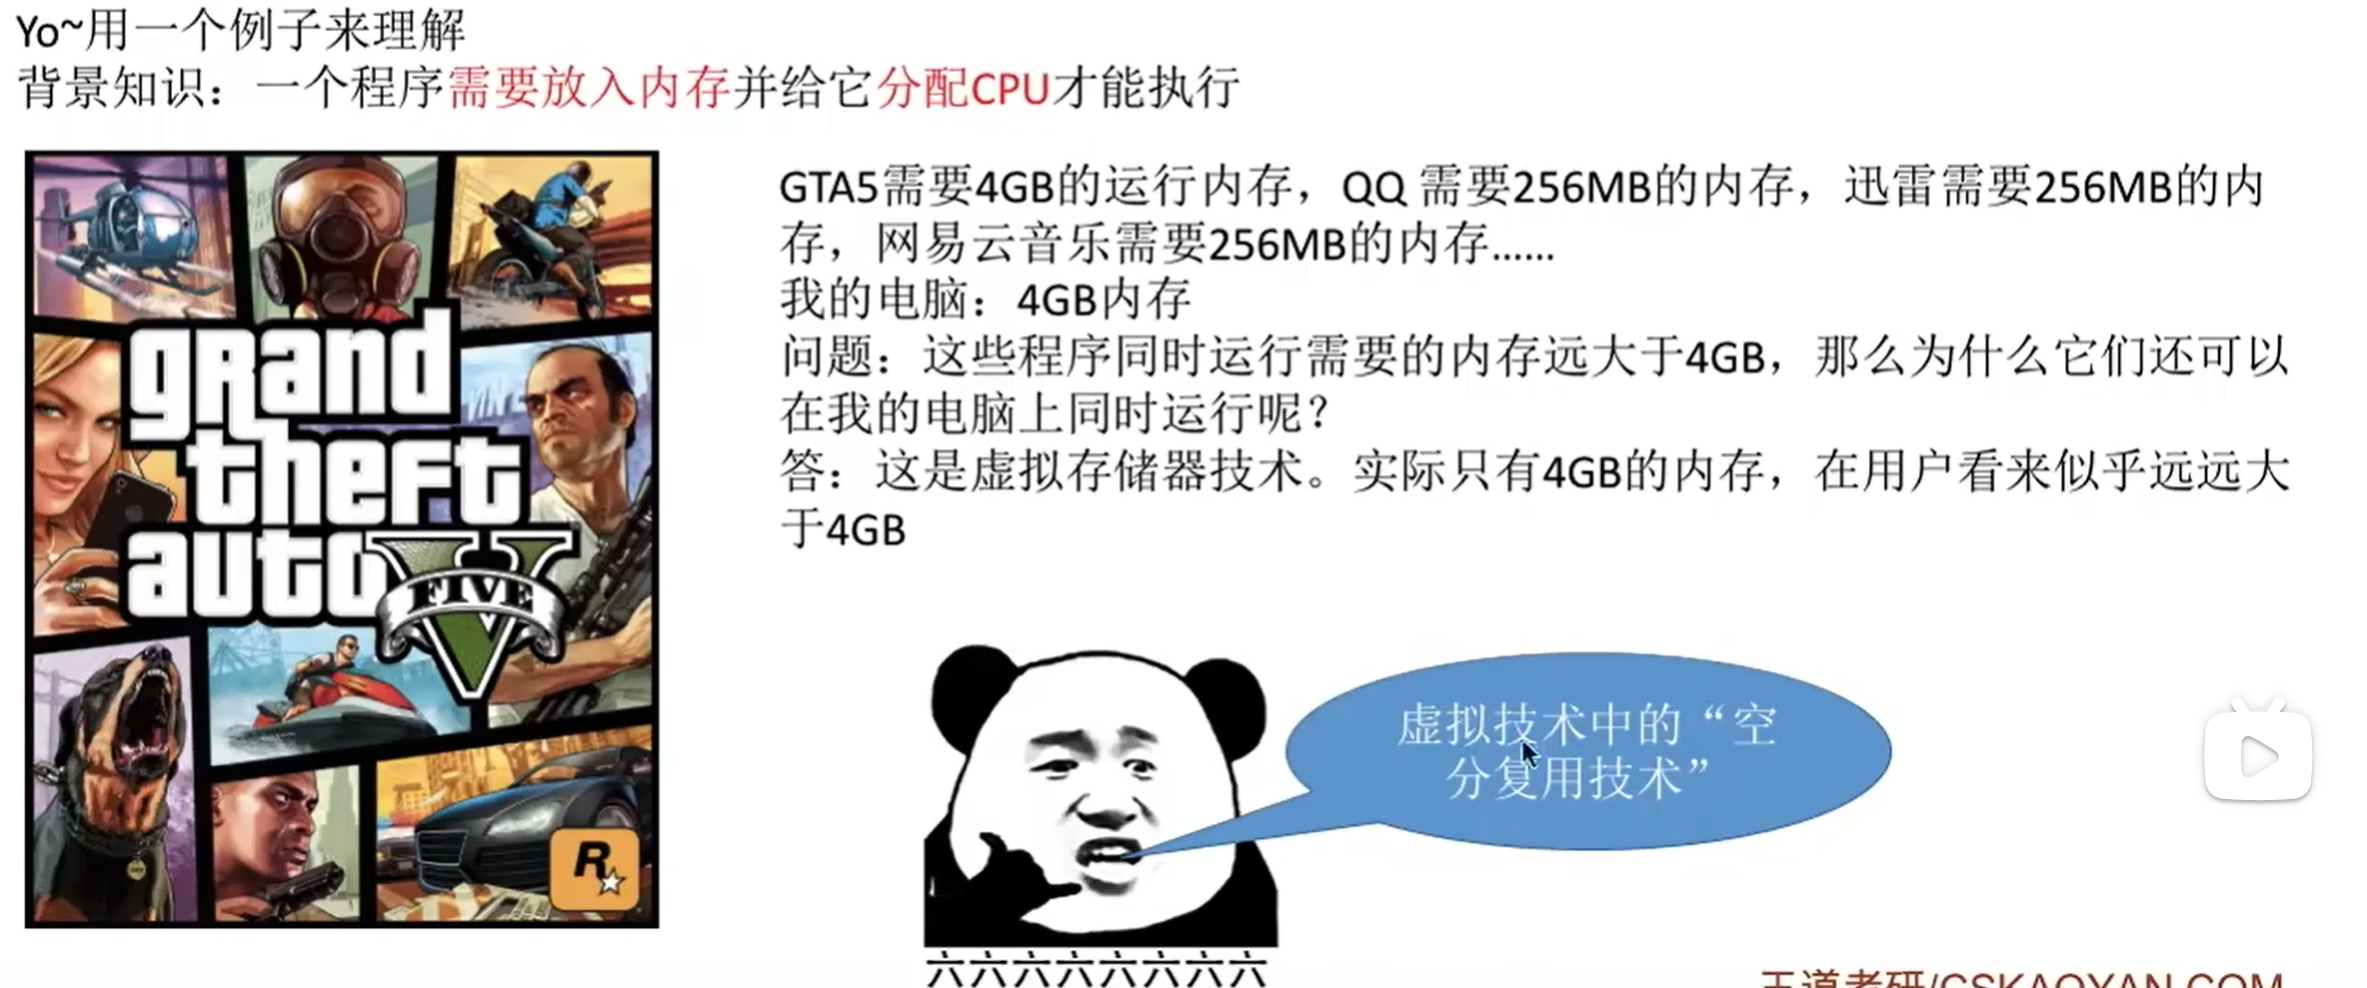 Yo~用一个例子来理解
背景知识：一个程序需要放入内存并给它分配CPU才能执行
GTA5需要4GB的运行内存，QQ 需要256MB的内存，迅雷需要256MB的内
存，网易云音乐需要256MB的内存……
我的电脑：4GB内存
问题：这些程序同时运行需要的内存远大于4GB，那么为什么它们还可以
在我的电脑上同时运行呢？
答：这是虚拟存储器技术。实际只有4GB的内存，在用户看来似乎远远大
于4GB
grand
theft
auto
V
FIVE
R
虚拟技术中的“空
分复用技术”
六六六六六六六六
王道考研/CSKAOYAN.COM